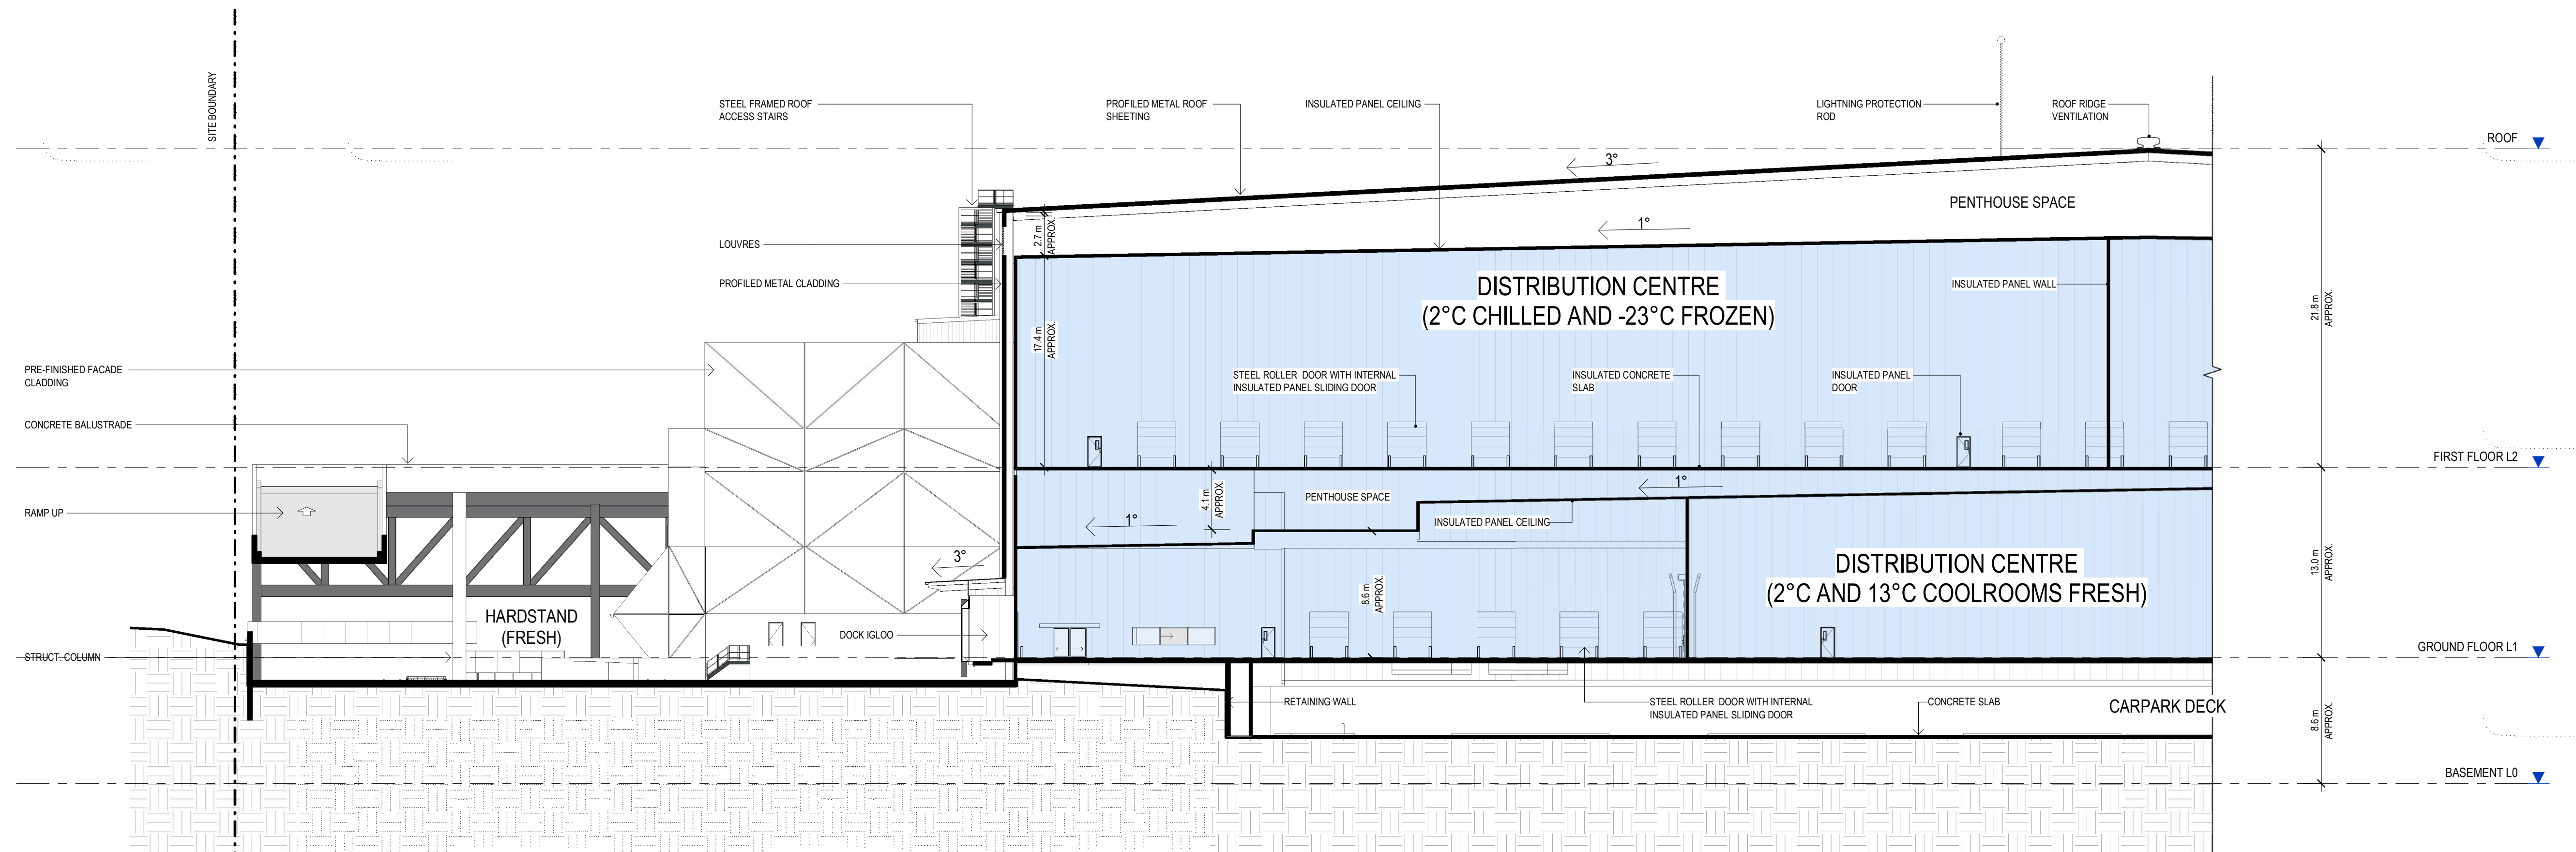 SITE BOUNDARY
STEEL FRAMED ROOF
ACCESS STAIRS
PROFILED METAL ROOF
SHEETING
INSULATED PANEL CEILING
LIGHTNING PROTECTION
ROD
ROOF RIDGE
VENTILATION
ROOF
3°
PENTHOUSE SPACE
1°
2.7 m
APPROX.
LOUVRES
PROFILED METAL CLADDING
DISTRIBUTION CENTRE
(2°C CHILLED AND -23°C FROZEN)
INSULATED PANEL WALL
21.8 m
APPROX.
17.4 m
APPROX.
PRE-FINISHED FACADE
CLADDING
STEEL ROLLER DOOR WITH INTERNAL
INSULATED PANEL SLIDING DOOR
INSULATED CONCRETE
SLAB
INSULATED PANEL
DOOR
CONCRETE BALUSTRADE
FIRST FLOOR L2
RAMP UP
4.1 m
APPROX.
PENTHOUSE SPACE
1°
1°
INSULATED PANEL CEILING
3°
DISTRIBUTION CENTRE
(2°C AND 13°C COOLROOMS FRESH)
13.0 m
APPROX.
8.6 m
APPROX.
HARDSTAND
(FRESH)
DOCK IGLOO
STRUCT. COLUMN
GROUND FLOOR L1
RETAINING WALL
STEEL ROLLER DOOR WITH INTERNAL
INSULATED PANEL SLIDING DOOR
CONCRETE SLAB
CARPARK DECK
8.6 m
APPROX.
BASEMENT L0